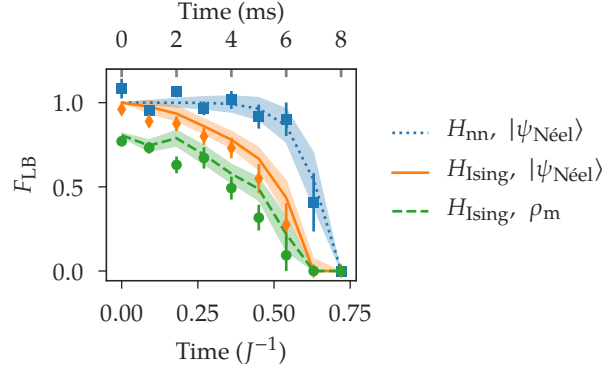 Time (ms)
0 2 4 6 8
1.0
0.5
0.0
F_LB
0.00 0.25 0.50 0.75
Time (J⁻¹)
H_nn, |ψ_Néel⟩
H_Ising, |ψ_Néel⟩
H_Ising, ρ_m